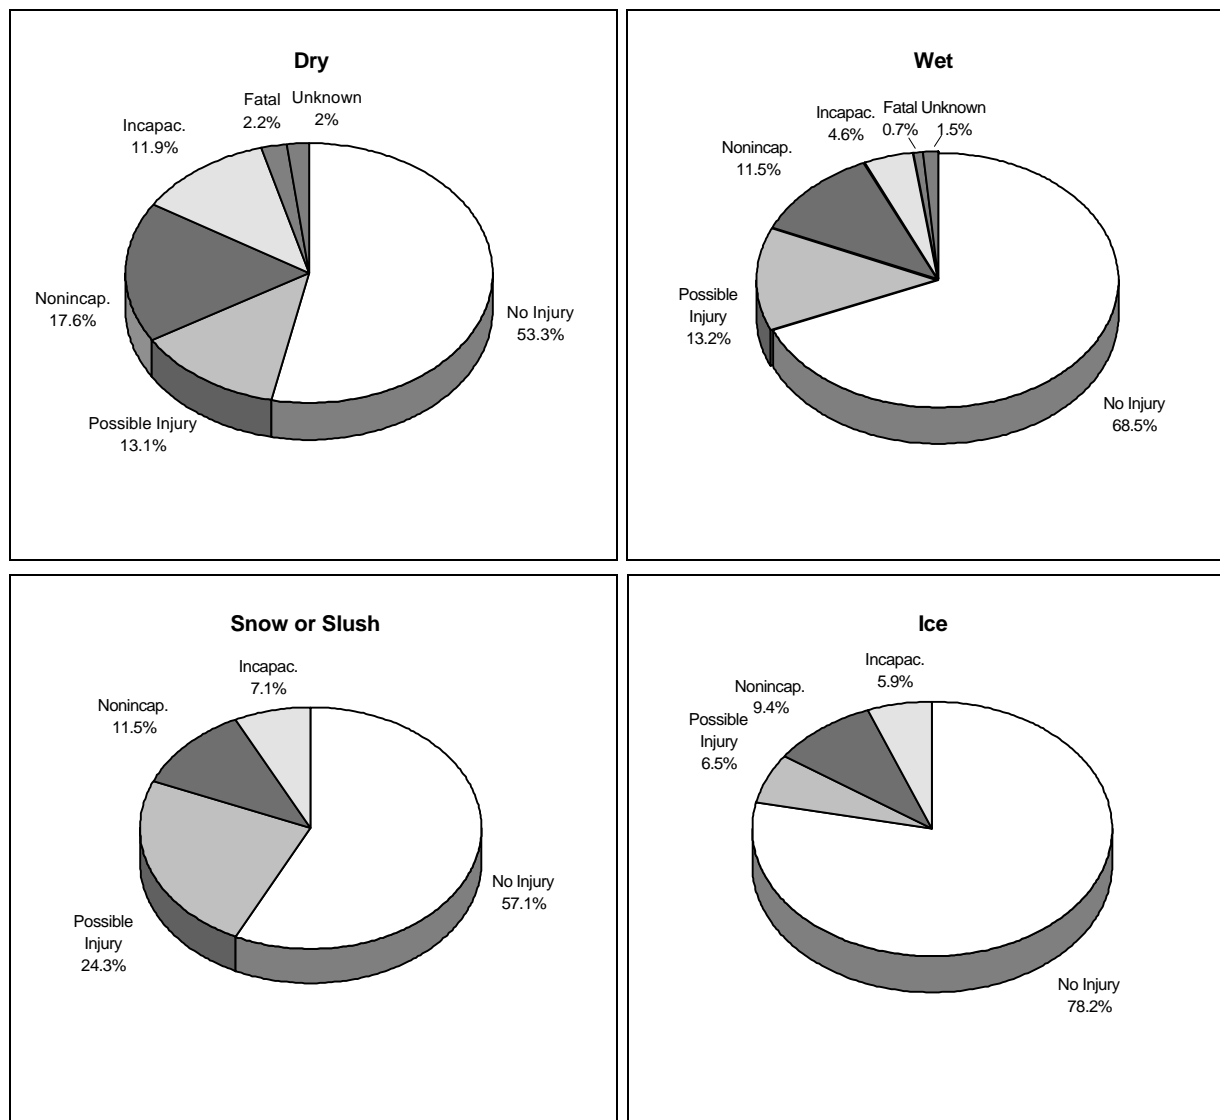 Dry
Fatal
2.2%
Unknown
2%
Incapac.
11.9%
Nonincap.
17.6%
No Injury
53.3%
Possible Injury
13.1%
Wet
Fatal
0.7%
Unknown
1.5%
Incapac.
4.6%
Nonincap.
11.5%
Possible
Injury
13.2%
No Injury
68.5%
Snow or Slush
Incapac.
7.1%
Nonincap.
11.5%
No Injury
57.1%
Possible
Injury
24.3%
Ice
Incapac.
5.9%
Nonincap.
9.4%
Possible
Injury
6.5%
No Injury
78.2%